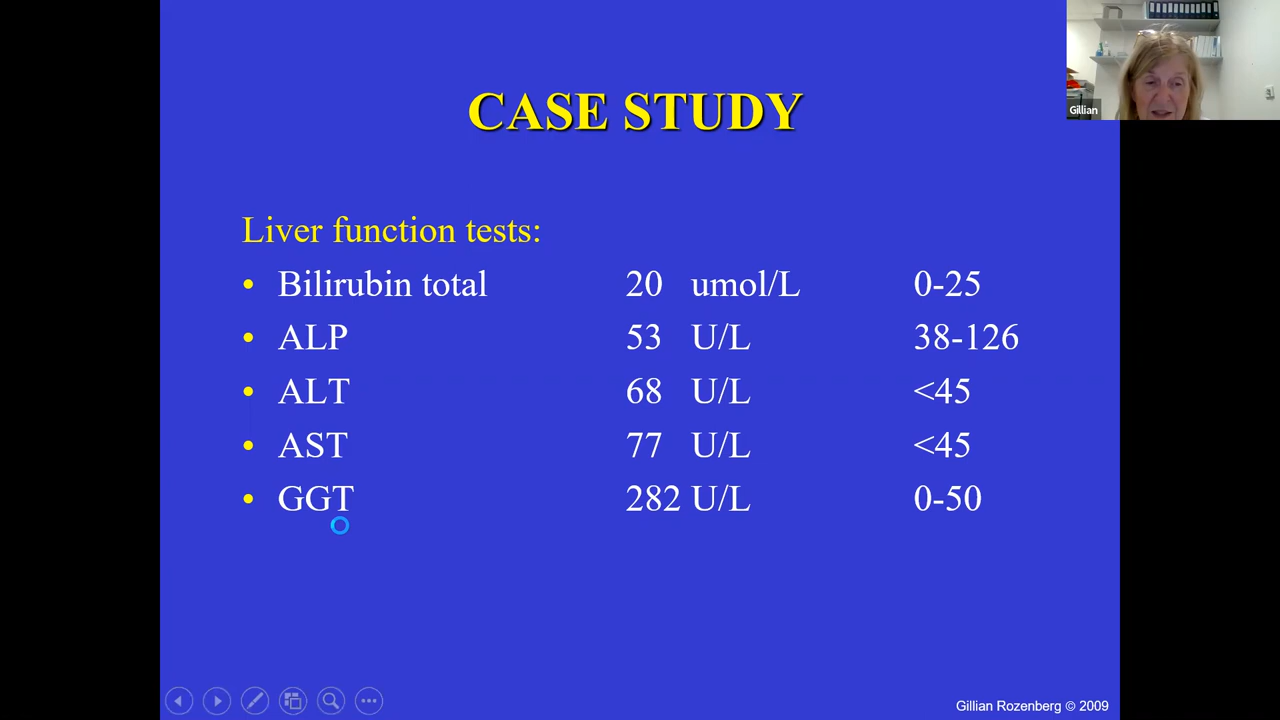 Gillian
CASE STUDY
Liver function tests:
• Bilirubin total 20 umol/L 0-25
• ALP 53 U/L 38-126
• ALT 68 U/L <45
• AST 77 U/L <45
• GGT 282 U/L 0-50
Gillian Rozenberg © 2009